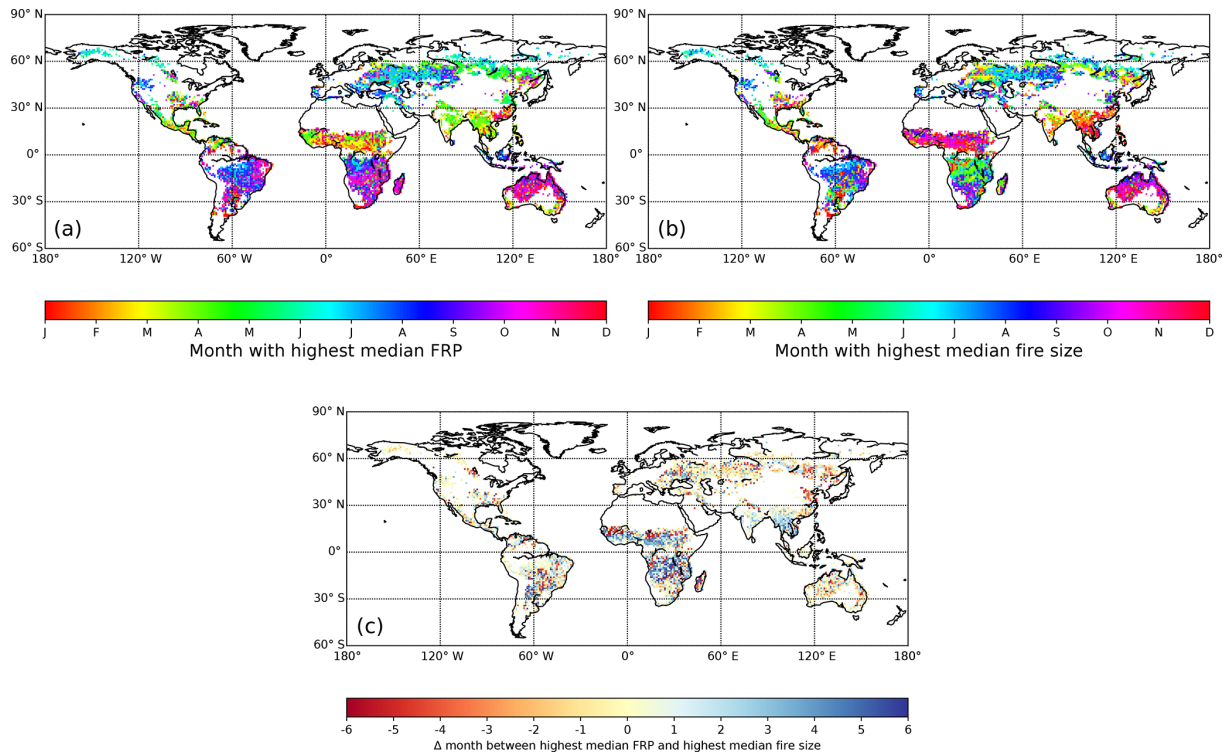 90° N 90° N
60° N 60° N
30° N 30° N
0° 0°
30° S 30° S
(a) (b)
60° S 60° S
180° 120° W 60° W 0° 60° E 120° E 180° 180° 120° W 60° W 0° 60° E 120° E 180°
J F M A M J J A S O N D J F M A M J J A S O N D
Month with highest median FRP Month with highest median fire size
90° N
60° N
30° N
0°
30° S
(c)
60° S
180° 120° W 60° W 0° 60° E 120° E 180°
-6 -5 -4 -3 -2 -1 0 1 2 3 4 5 6
Δ month between highest median FRP and highest median fire size